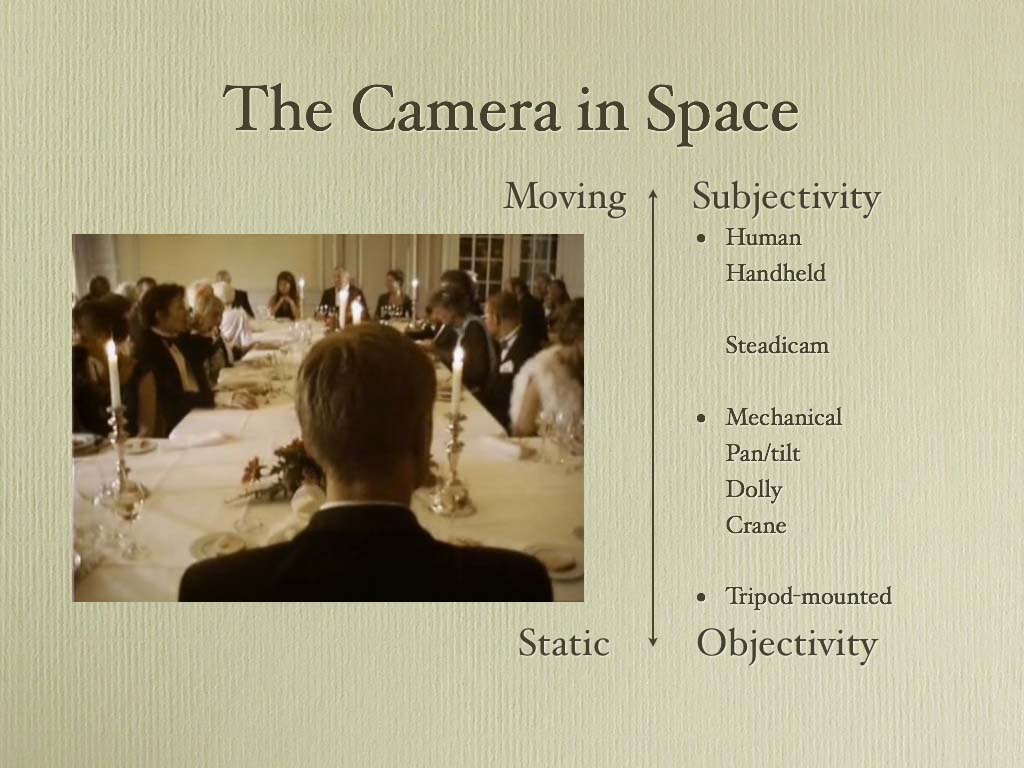 The Camera in Space
Moving
Subjectivity
• Human
Handheld
Steadicam
• Mechanical
Pan/tilt
Dolly
Crane
• Tripod-mounted
Static
Objectivity